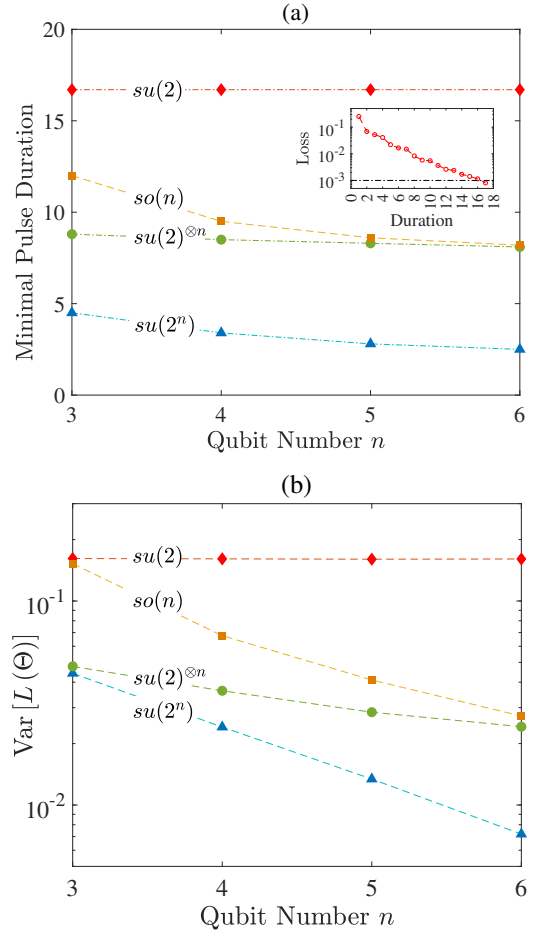 (a)
Minimal Pulse Duration
20
15
10
5
0
su(2)
so(n)
su(2)^{⊗n}
su(2^n)
Loss
10^{-1}
10^{-2}
10^{-3}
0 2 4 6 8 10 12 14 16 18
Duration
3 4 5 6
Qubit Number n
(b)
Var [L (Θ)]
10^{-1}
10^{-2}
su(2)
so(n)
su(2)^{⊗n}
su(2^n)
3 4 5 6
Qubit Number n